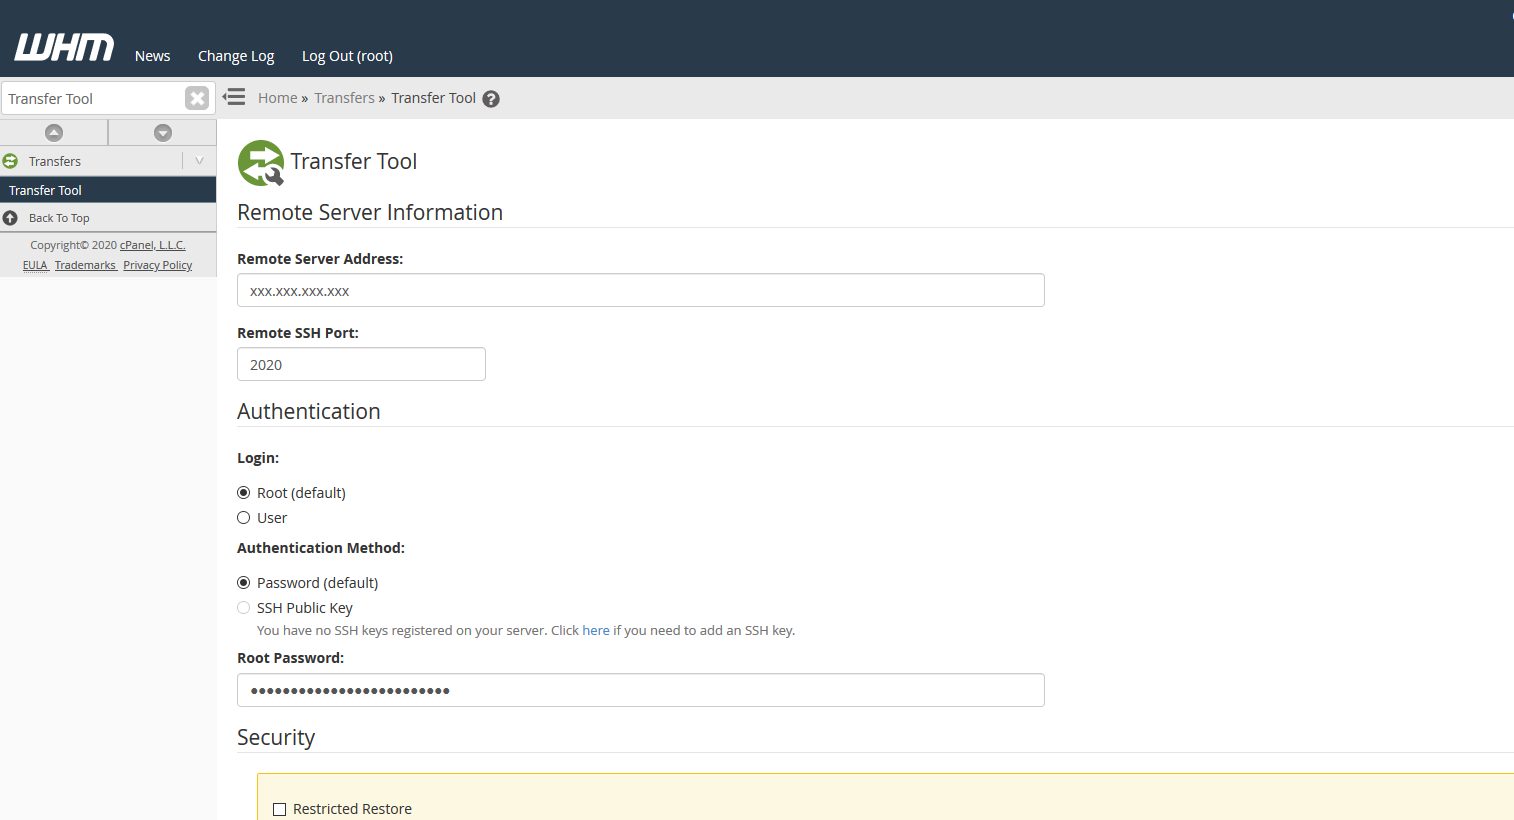 WHM News Change Log Log Out (root)
Transfer Tool
Home » Transfers » Transfer Tool ?
Transfers
Transfer Tool
Back To Top
Copyright© 2020 cPanel, L.L.C.
EULA Trademarks Privacy Policy
Transfer Tool
Remote Server Information
Remote Server Address:
xxx.xxx.xxx.xxx
Remote SSH Port:
2020
Authentication
Login:
Root (default)
User
Authentication Method:
Password (default)
SSH Public Key
You have no SSH keys registered on your server. Click here if you need to add an SSH key.
Root Password:
•••••••••••••••••••••••••
Security
Restricted Restore